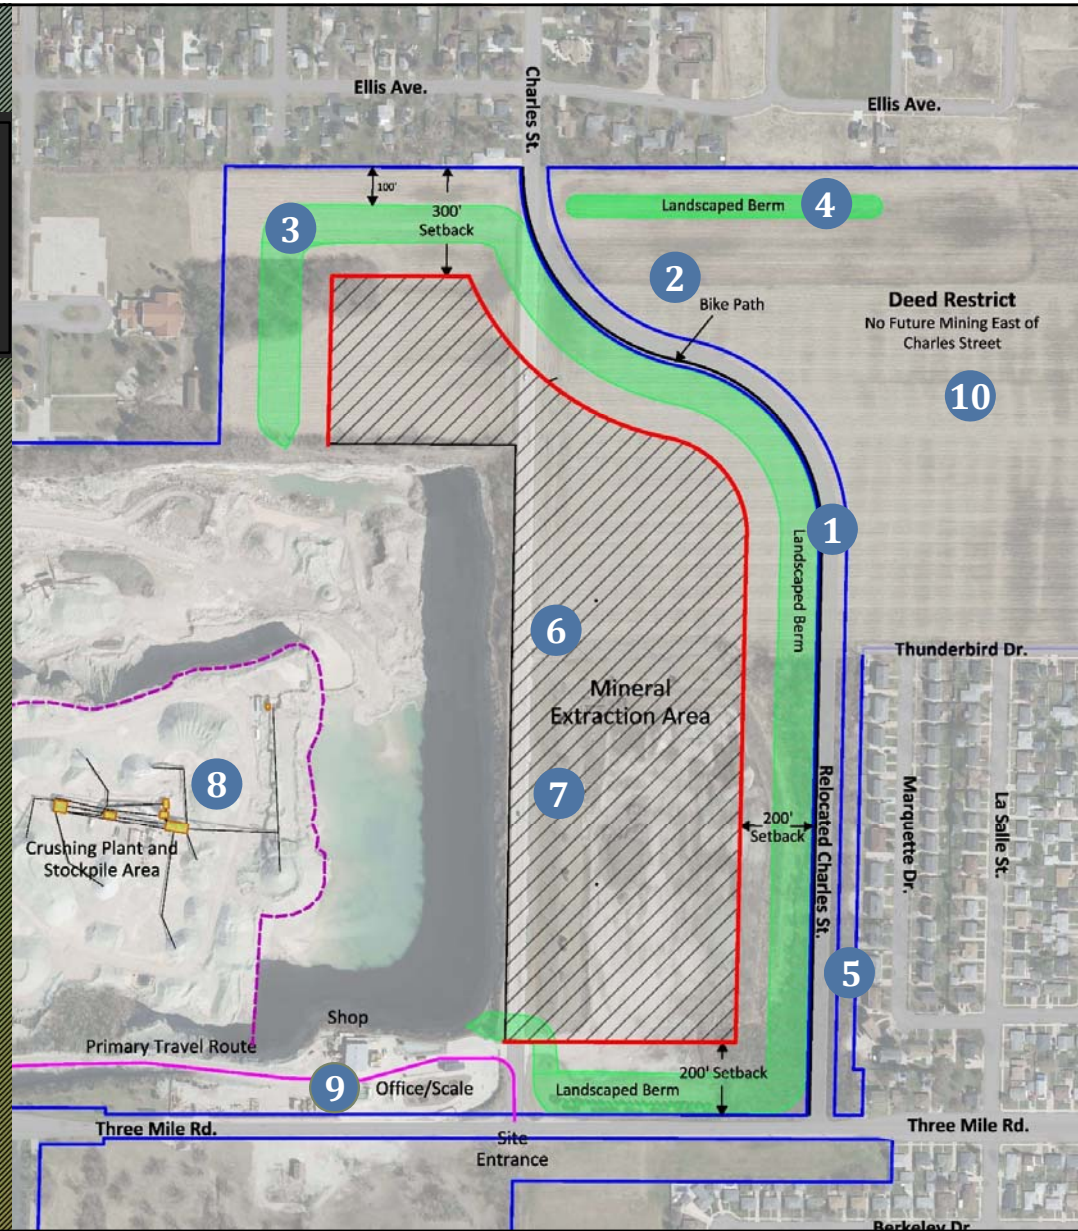 Ellis Ave.
Charles St.
Ellis Ave.
100'
300'
Setback
3
Landscaped Berm
4
2
Bike Path
Deed Restrict
No Future Mining East of
Charles Street
10
1
Landscaped Berm
6
Thunderbird Dr.
Mineral
Extraction Area
8
7
Relocated Charles St.
Marquette Dr.
La Salle St.
200'
Setback
Crushing Plant and
Stockpile Area
5
Shop
Primary Travel Route
9
Office/Scale
Landscaped Berm
200' Setback
Three Mile Rd.
Site
Entrance
Three Mile Rd.
Berkeley Dr.